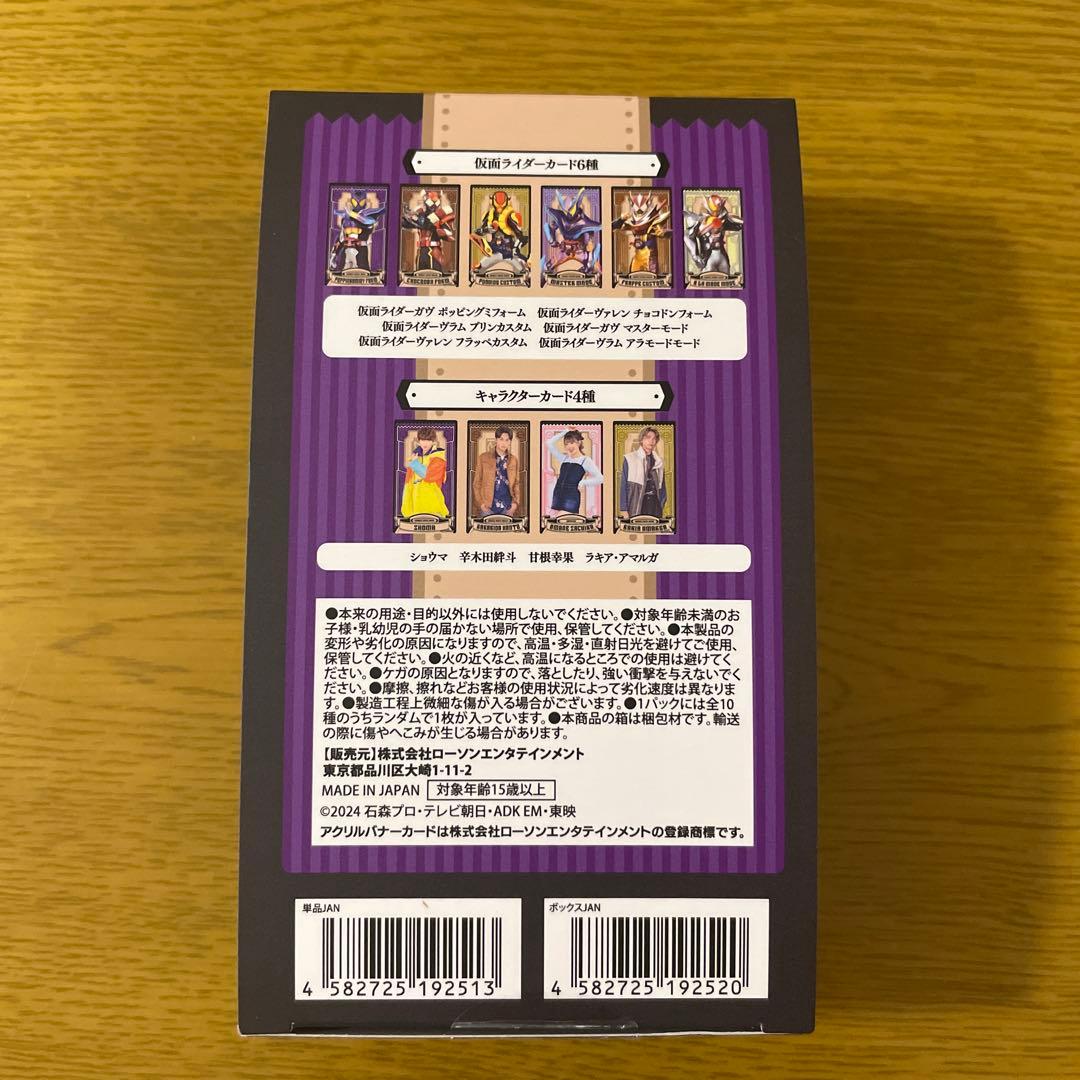 仮面ライダーカード6種
POPPINGUMMY FORM
CHOCODON FORM
PUDDING CUSTOM
MASTER MODE
FRAPPE CUSTOM
A LA MODE MODE
仮面ライダーガヴ ポッピングミフォーム 仮面ライダーヴァレン チョコドンフォーム
仮面ライダーヴラム プリンカスタム 仮面ライダーガヴ マスターモード
仮面ライダーヴァレン フラッペカスタム 仮面ライダーヴラム アラモードモード
キャラクターカード4種
SHOMA
KARAKIDA HANTO
AMANE SACHIKA
RAKIA AMARGA
ショウマ 辛木田絆斗 甘根幸果 ラキア・アマルガ
●本来の用途・目的以外には使用しないでください。●対象年齢未満のお
子様・乳幼児の手の届かない場所で使用、保管してください。●本製品の
変形や劣化の原因になりますので、高温・多湿・直射日光を避けてご使用、
保管してください。●火の近くなど、高温になるところでの使用は避けてく
ださい。●ケガの原因となりますので、落としたり、強い衝撃を与えないでく
ださい。●摩擦、擦れなどお客様の使用状況によって劣化速度は異なりま
す。●製造工程上微細な傷が入る場合がございます。●1パックには全10
種のうちランダムで1枚が入っています。●本商品の箱は梱包材です。輸送
の際に傷やへこみが生じる場合があります。
【販売元】株式会社ローソンエンタテインメント
東京都品川区大崎1-11-2
MADE IN JAPAN 対象年齢15歳以上
©2024 石森プロ・テレビ朝日・ADK EM・東映
アクリルバナーカードは株式会社ローソンエンタテインメントの登録商標です。
単品JAN
4 582725 192513
ボックスJAN
4 582725 192520